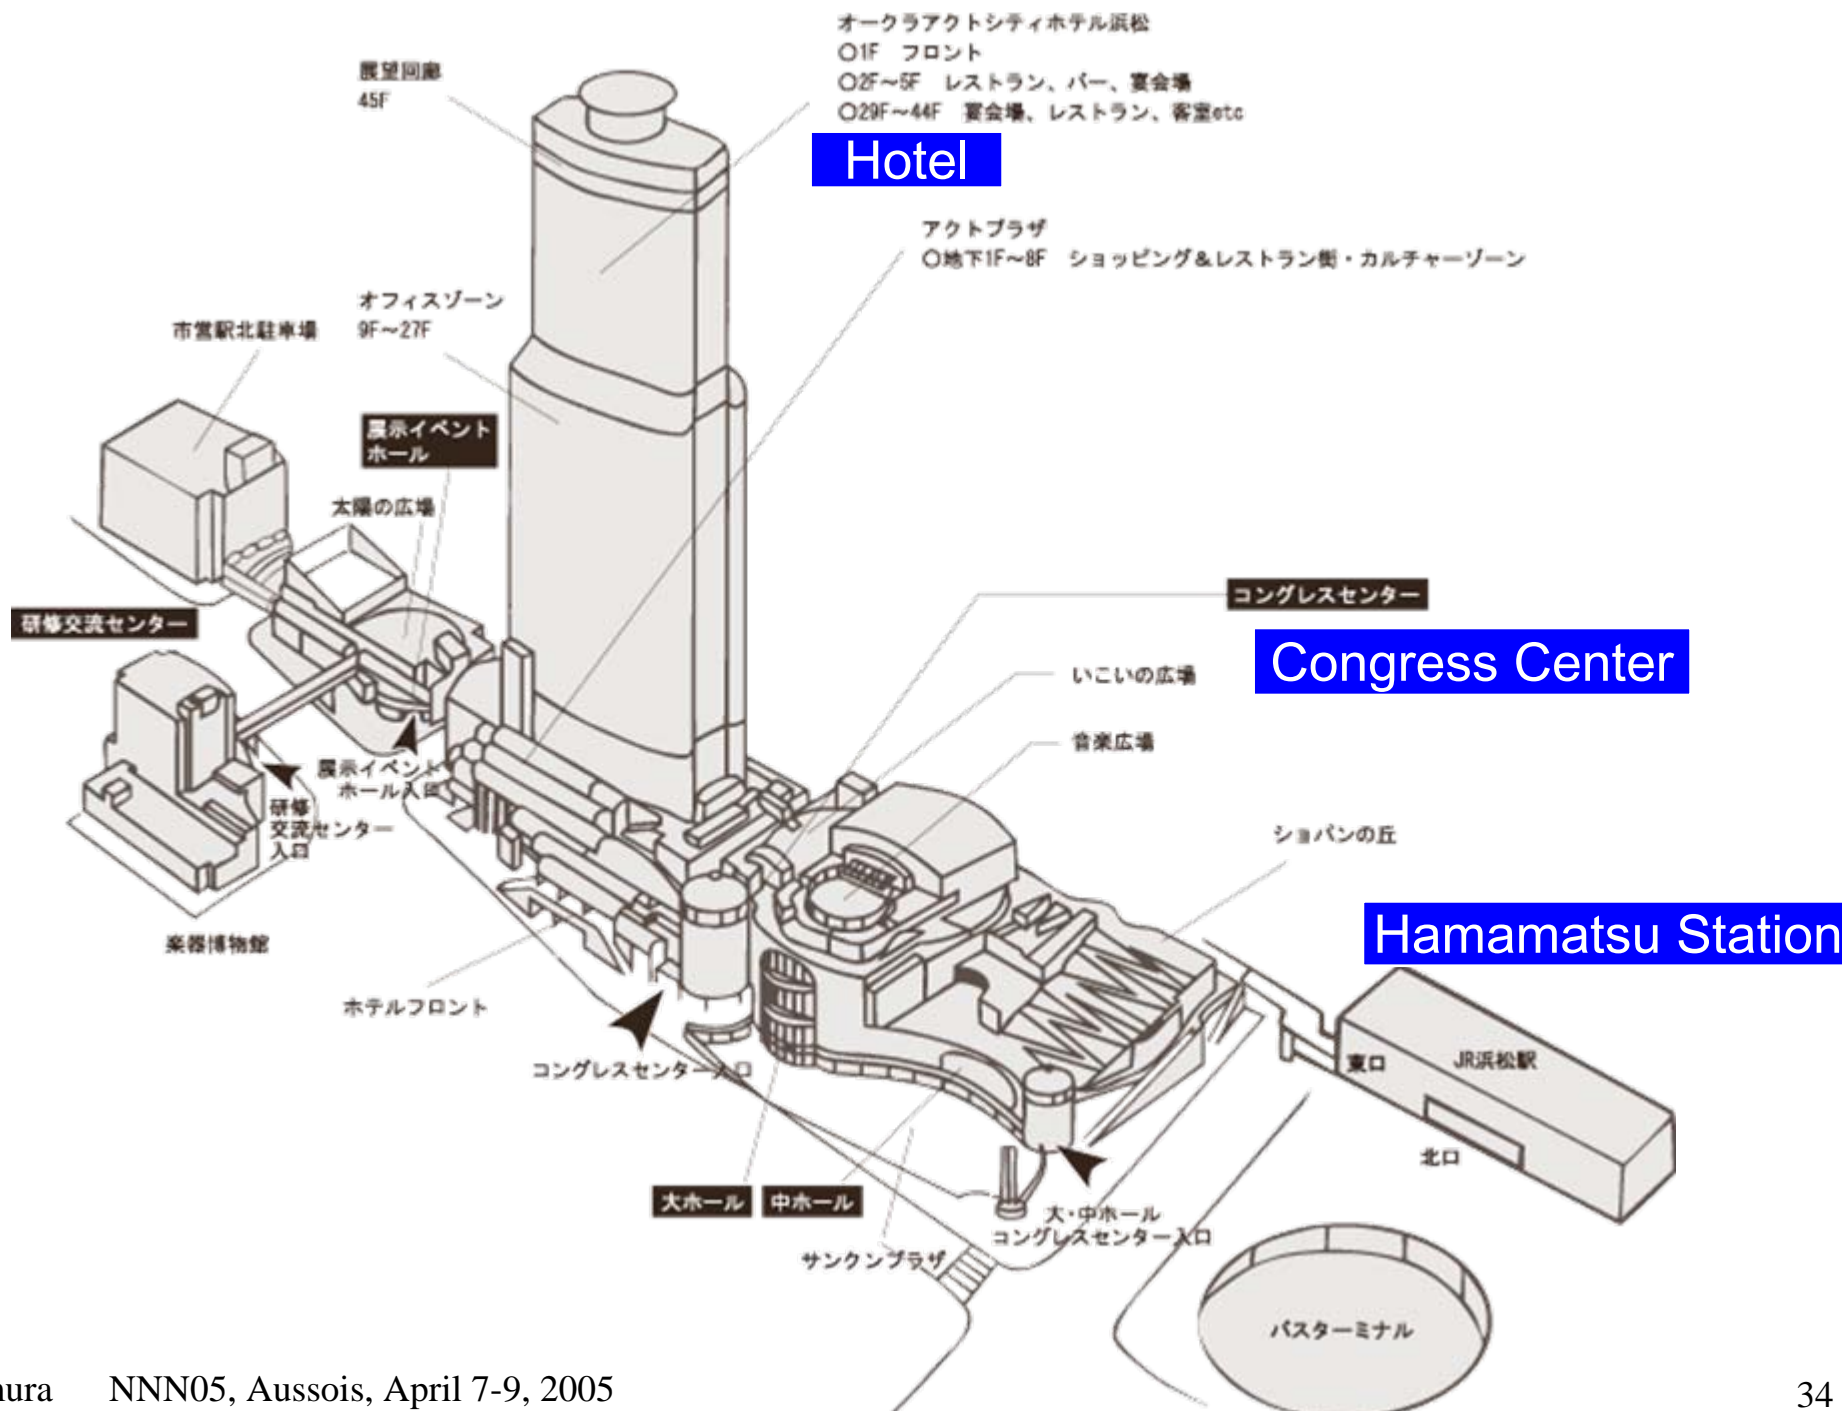 オークラアクトシティホテル浜松
○1F フロント
○2F~5F レストラン、バー、宴会場
○29F~44F 宴会場、レストラン、客室etc
展望回廊
45F
Hotel
アクトプラザ
○地下1F~8F ショッピング&レストラン街・カルチャーゾーン
オフィスゾーン
9F~27F
市営駅北駐車場
展示イベント
ホール
太陽の広場
コングレスセンター
研修交流センター
Congress Center
いこいの広場
音楽広場
展示イベント
ホール入口
研修
交流センター
入口
ショパンの丘
Hamamatsu Station
楽器博物館
ホテルフロント
コングレスセンター入口
東口
JR浜松駅
北口
大ホール
中ホール
大・中ホール
コングレスセンター入口
サンクンプラザ
バスターミナル
NNN05, Aussois, April 7-9, 2005
34